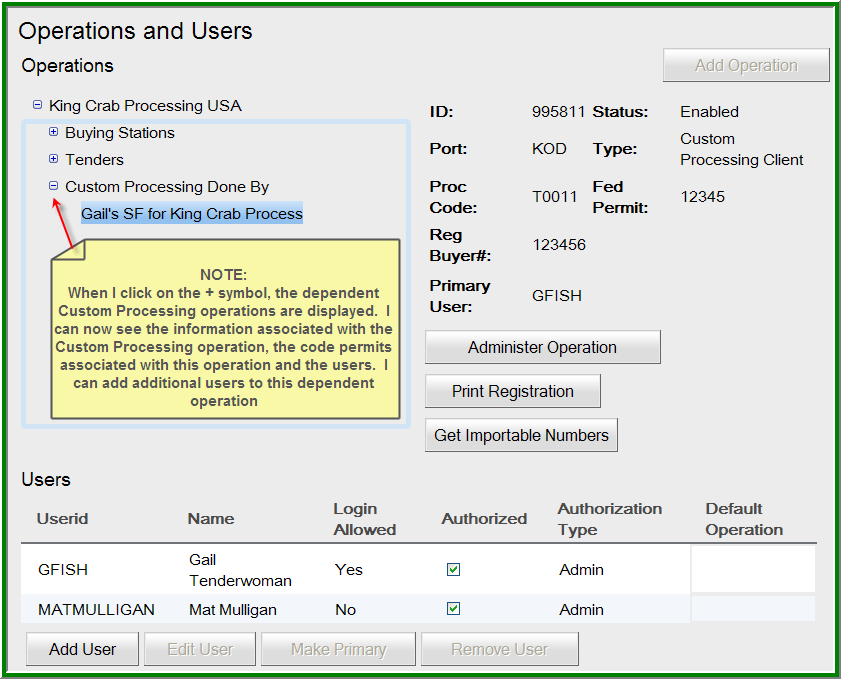 Operations and Users
Operations
Add Operation
King Crab Processing USA
Buying Stations
Tenders
Custom Processing Done By
Gail's SF for King Crab Process
NOTE:
When I click on the + symbol, the dependent
Custom Processing operations are displayed. I
can now see the information associated with the
Custom Processing operation, the code permits
associated with this operation and the users. I
can add additional users to this dependent
operation
ID: 995811 Status: Enabled
Port: KOD Type: Custom
Processing Client
Proc
Code: T0011 Fed
Permit: 12345
Reg
Buyer#: 123456
Primary
User: GFISH
Administer Operation
Print Registration
Get Importable Numbers
Users
Userid Name Login
Allowed Authorized Authorization
Type Default
Operation
GFISH Gail
Tenderwoman Yes Admin
MATMULLIGAN Mat Mulligan No Admin
Add User Edit User Make Primary Remove User